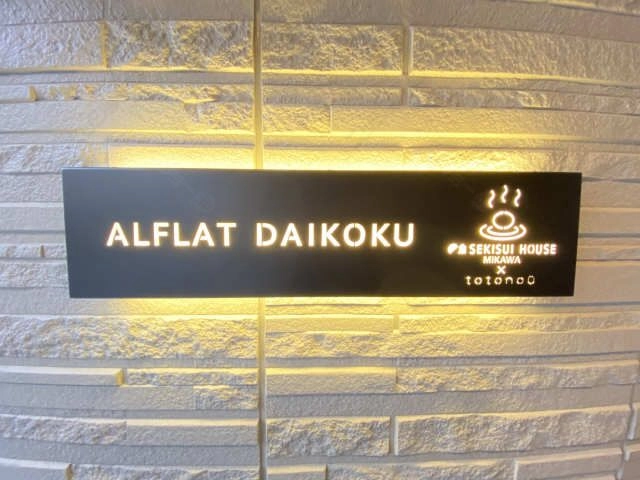 ALFLAT DAIKOKU
SEKISUI HOUSE
MIKAWA
×
totonoü